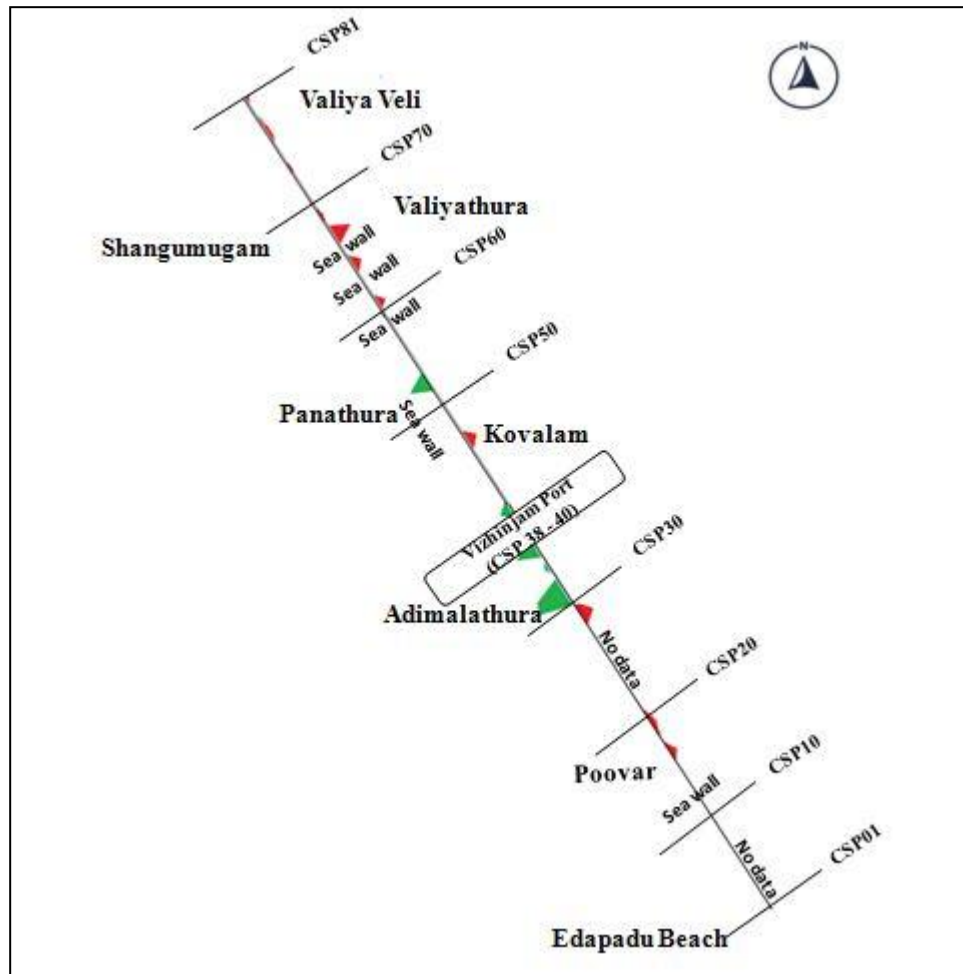 N
CSP81
Valiya Veli
CSP70
Valiyathura
Shangumugam
Sea wall
CSP60
Sea wall
Sea wall
CSP50
Panathura
Sea wall
Kovalam
Vizhinjam Port
(CSP 38 - 40)
CSP30
Adimalathura
No data
CSP20
Poovar
CSP10
Sea wall
No data
CSP01
Edapadu Beach